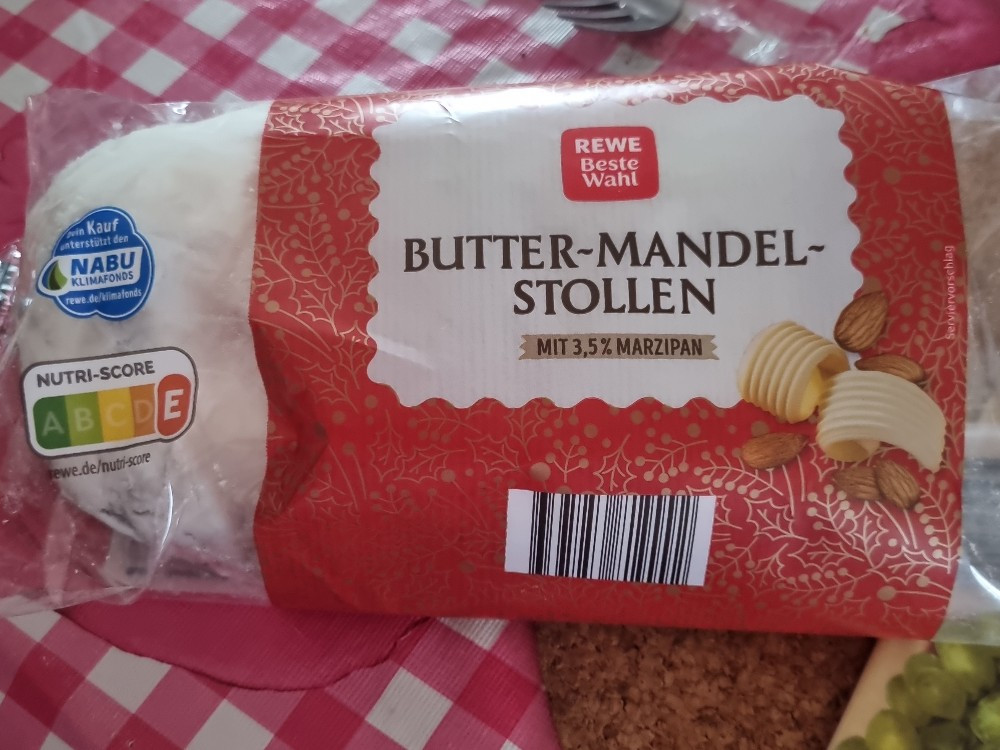 REWE
Beste
Wahl
BUTTER-MANDEL-
STOLLEN
MIT 3,5% MARZIPAN
Serviervorschlag
Dein Kauf
unterstützt den
NABU
KLIMAFONDS
rewe.de/klimafonds
NUTRI-SCORE
A B C D E
rewe.de/nutri-score